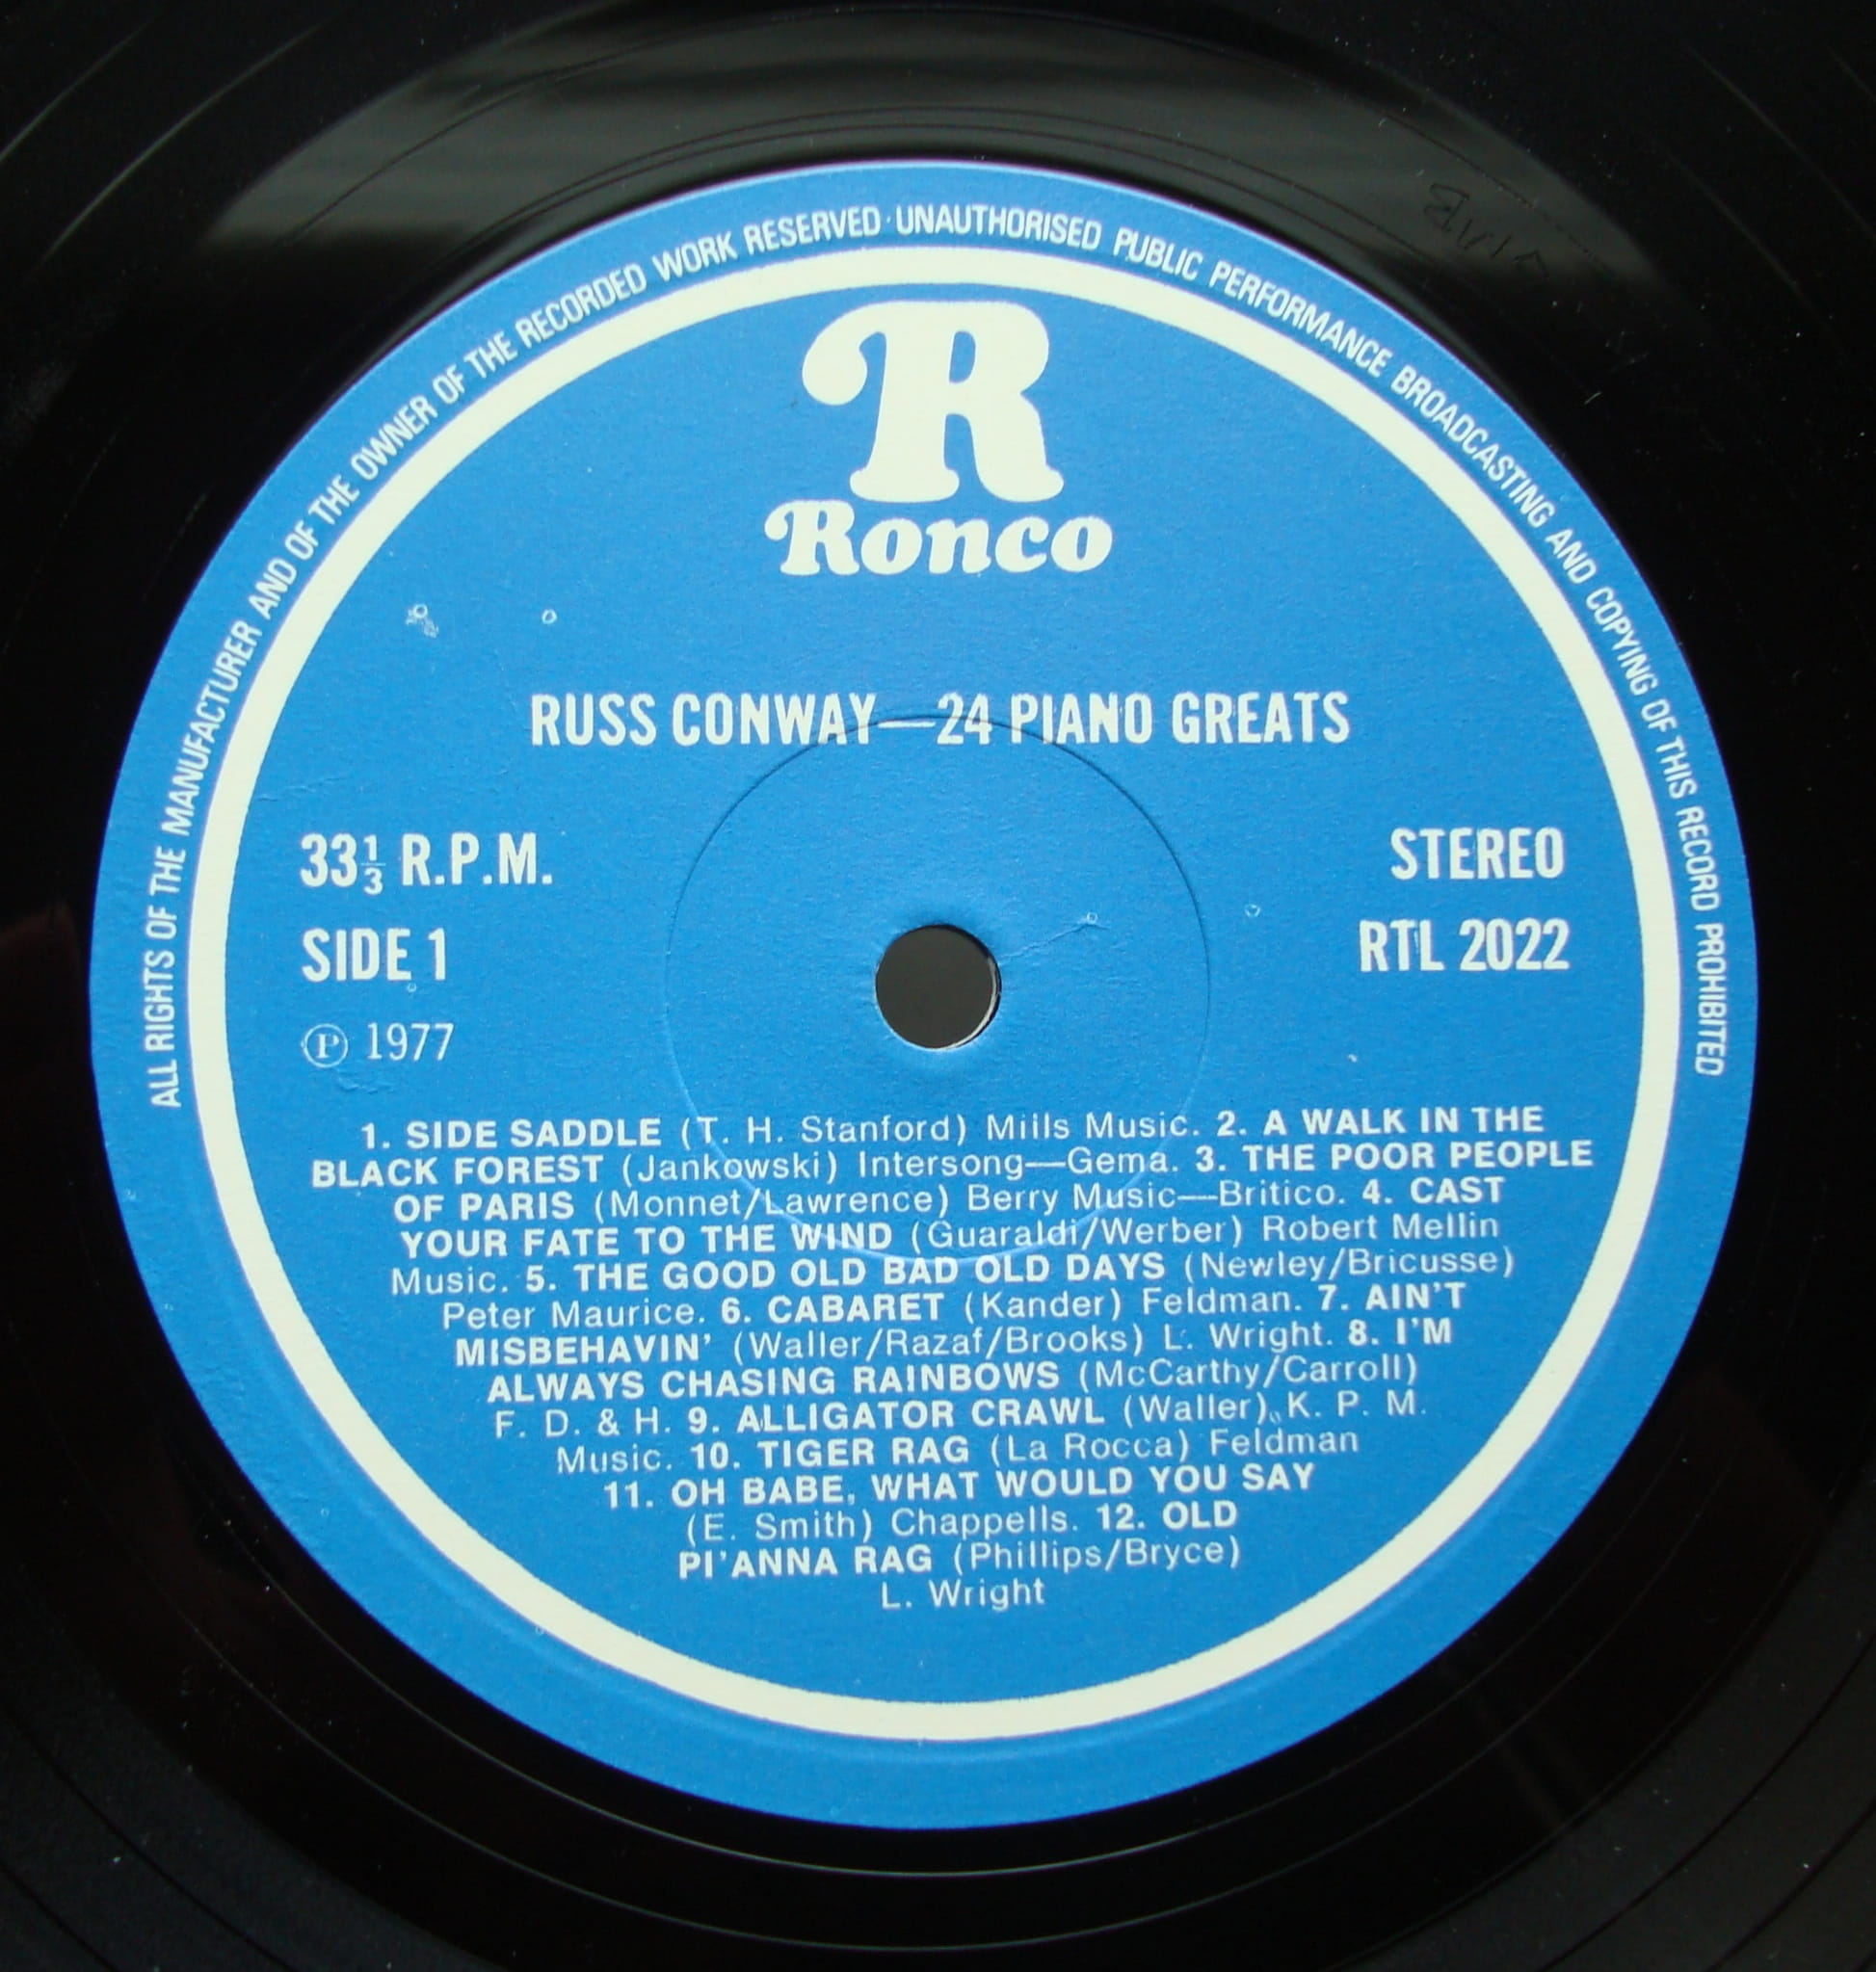 ALL RIGHTS OF THE MANUFACTURER AND OF THE OWNER OF THE RECORDED WORK RESERVED · UNAUTHORISED PUBLIC PERFORMANCE BROADCASTING AND COPYING OF THIS RECORD PROHIBITED
R
Ronco
RUSS CONWAY—24 PIANO GREATS
33⅓ R.P.M.
STEREO
SIDE 1
RTL 2022
℗ 1977
1. SIDE SADDLE (T. H. Stanford) Mills Music. 2. A WALK IN THE
BLACK FOREST (Jankowski) Intersong—Gema. 3. THE POOR PEOPLE
OF PARIS (Monnet/Lawrence) Berry Music—Britico. 4. CAST
YOUR FATE TO THE WIND (Guaraldi/Werber) Robert Mellin
Music. 5. THE GOOD OLD BAD OLD DAYS (Newley/Bricusse)
Peter Maurice. 6. CABARET (Kander) Feldman. 7. AIN'T
MISBEHAVIN' (Waller/Razaf/Brooks) L. Wright. 8. I'M
ALWAYS CHASING RAINBOWS (McCarthy/Carroll)
F. D. & H. 9. ALLIGATOR CRAWL (Waller) K. P. M.
Music. 10. TIGER RAG (La Rocca) Feldman
11. OH BABE, WHAT WOULD YOU SAY
(E. Smith) Chappells. 12. OLD
PI'ANNA RAG (Phillips/Bryce)
L. Wright